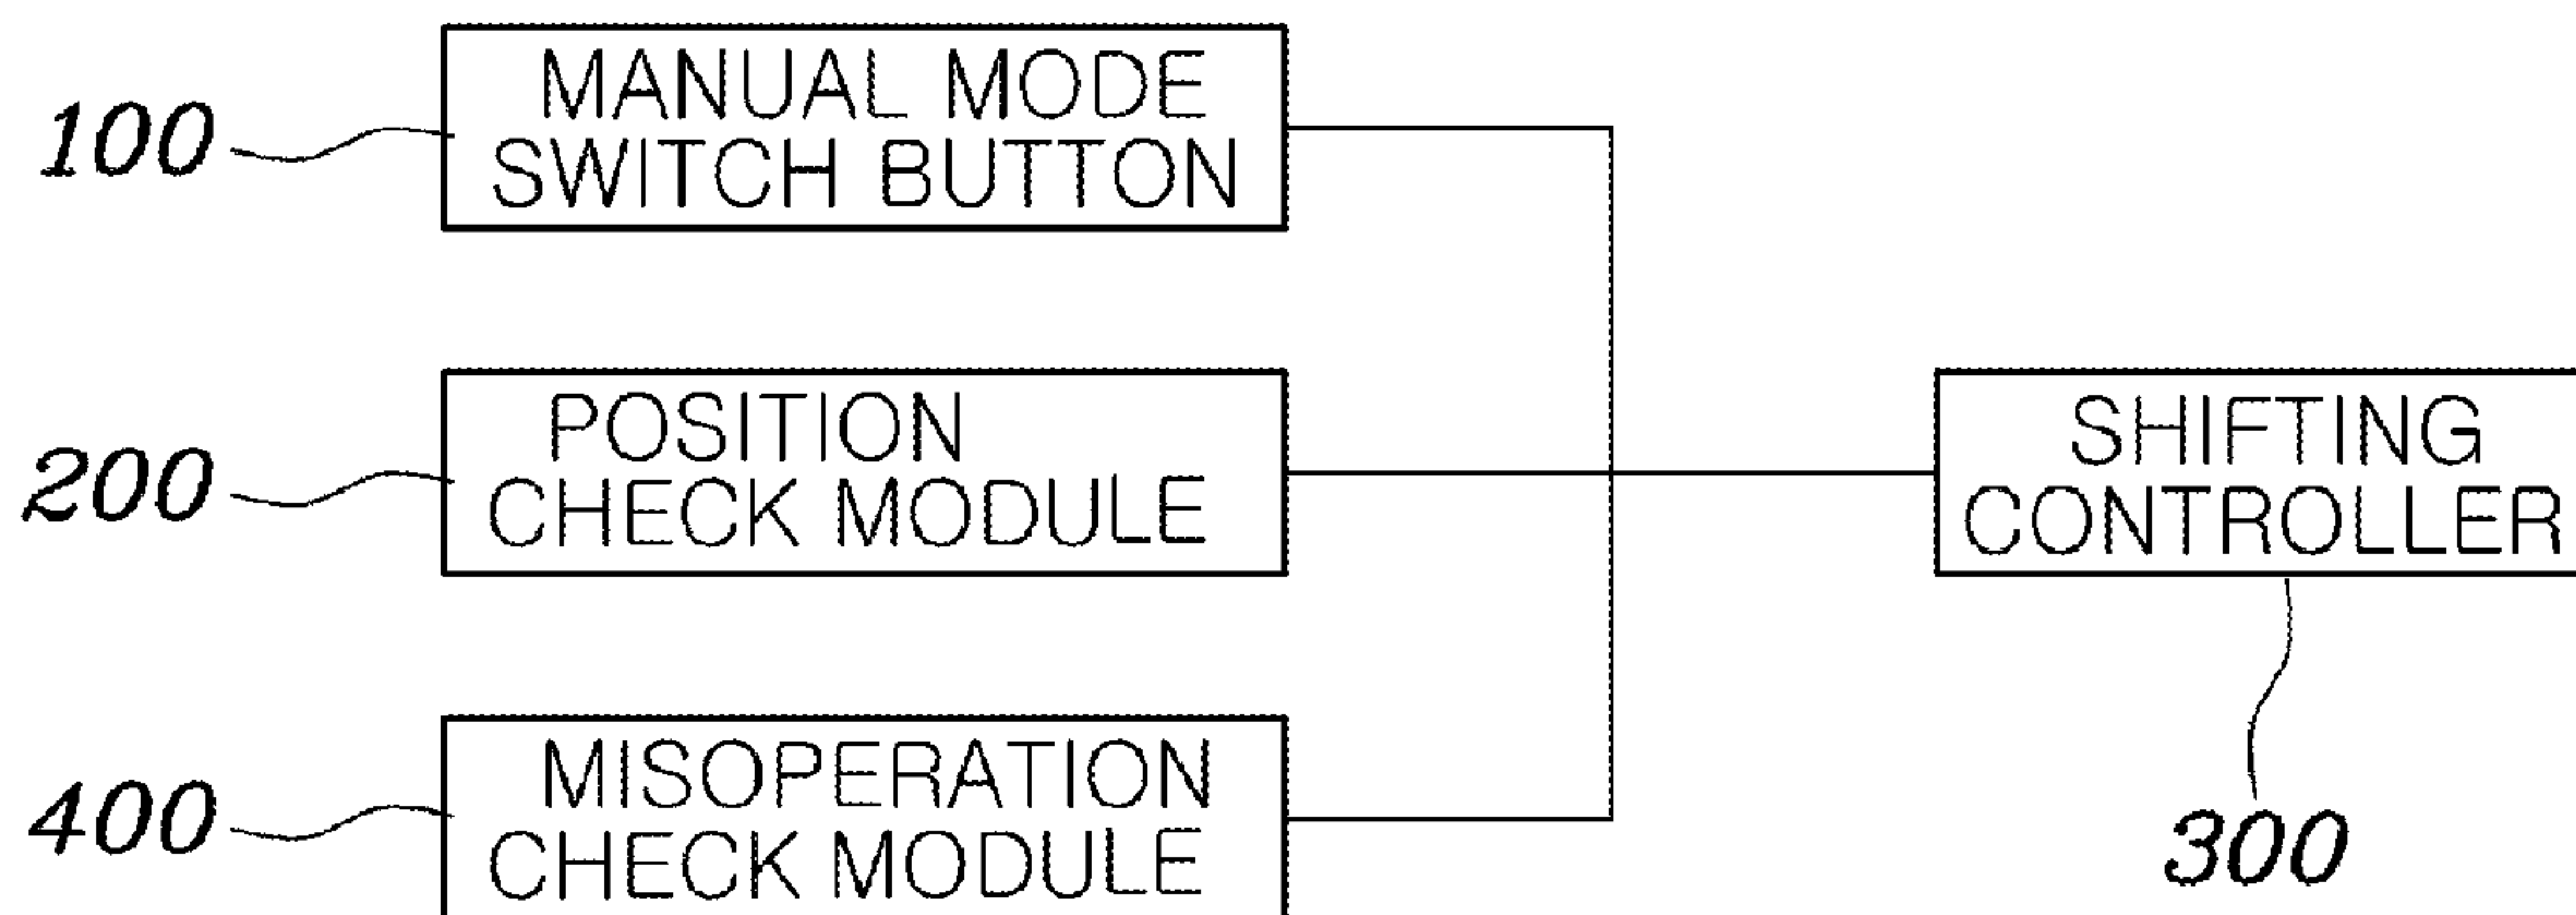 100
MANUAL MODE
SWITCH BUTTON
200
POSITION
CHECK MODULE
SHIFTING
CONTROLLER
400
MISOPERATION
CHECK MODULE
300